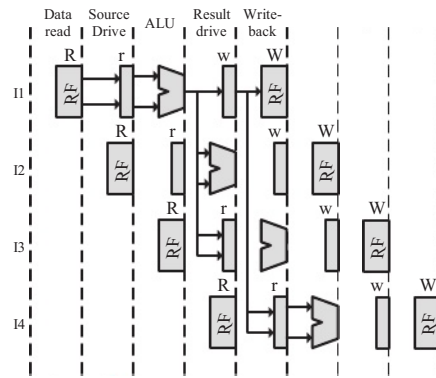 Data read
Source Drive
ALU
Result drive
Write-back
R r w W
I1 RF RF
R r w W
I2 RF RF
R r w W
I3 RF RF
R r w W
I4 RF RF